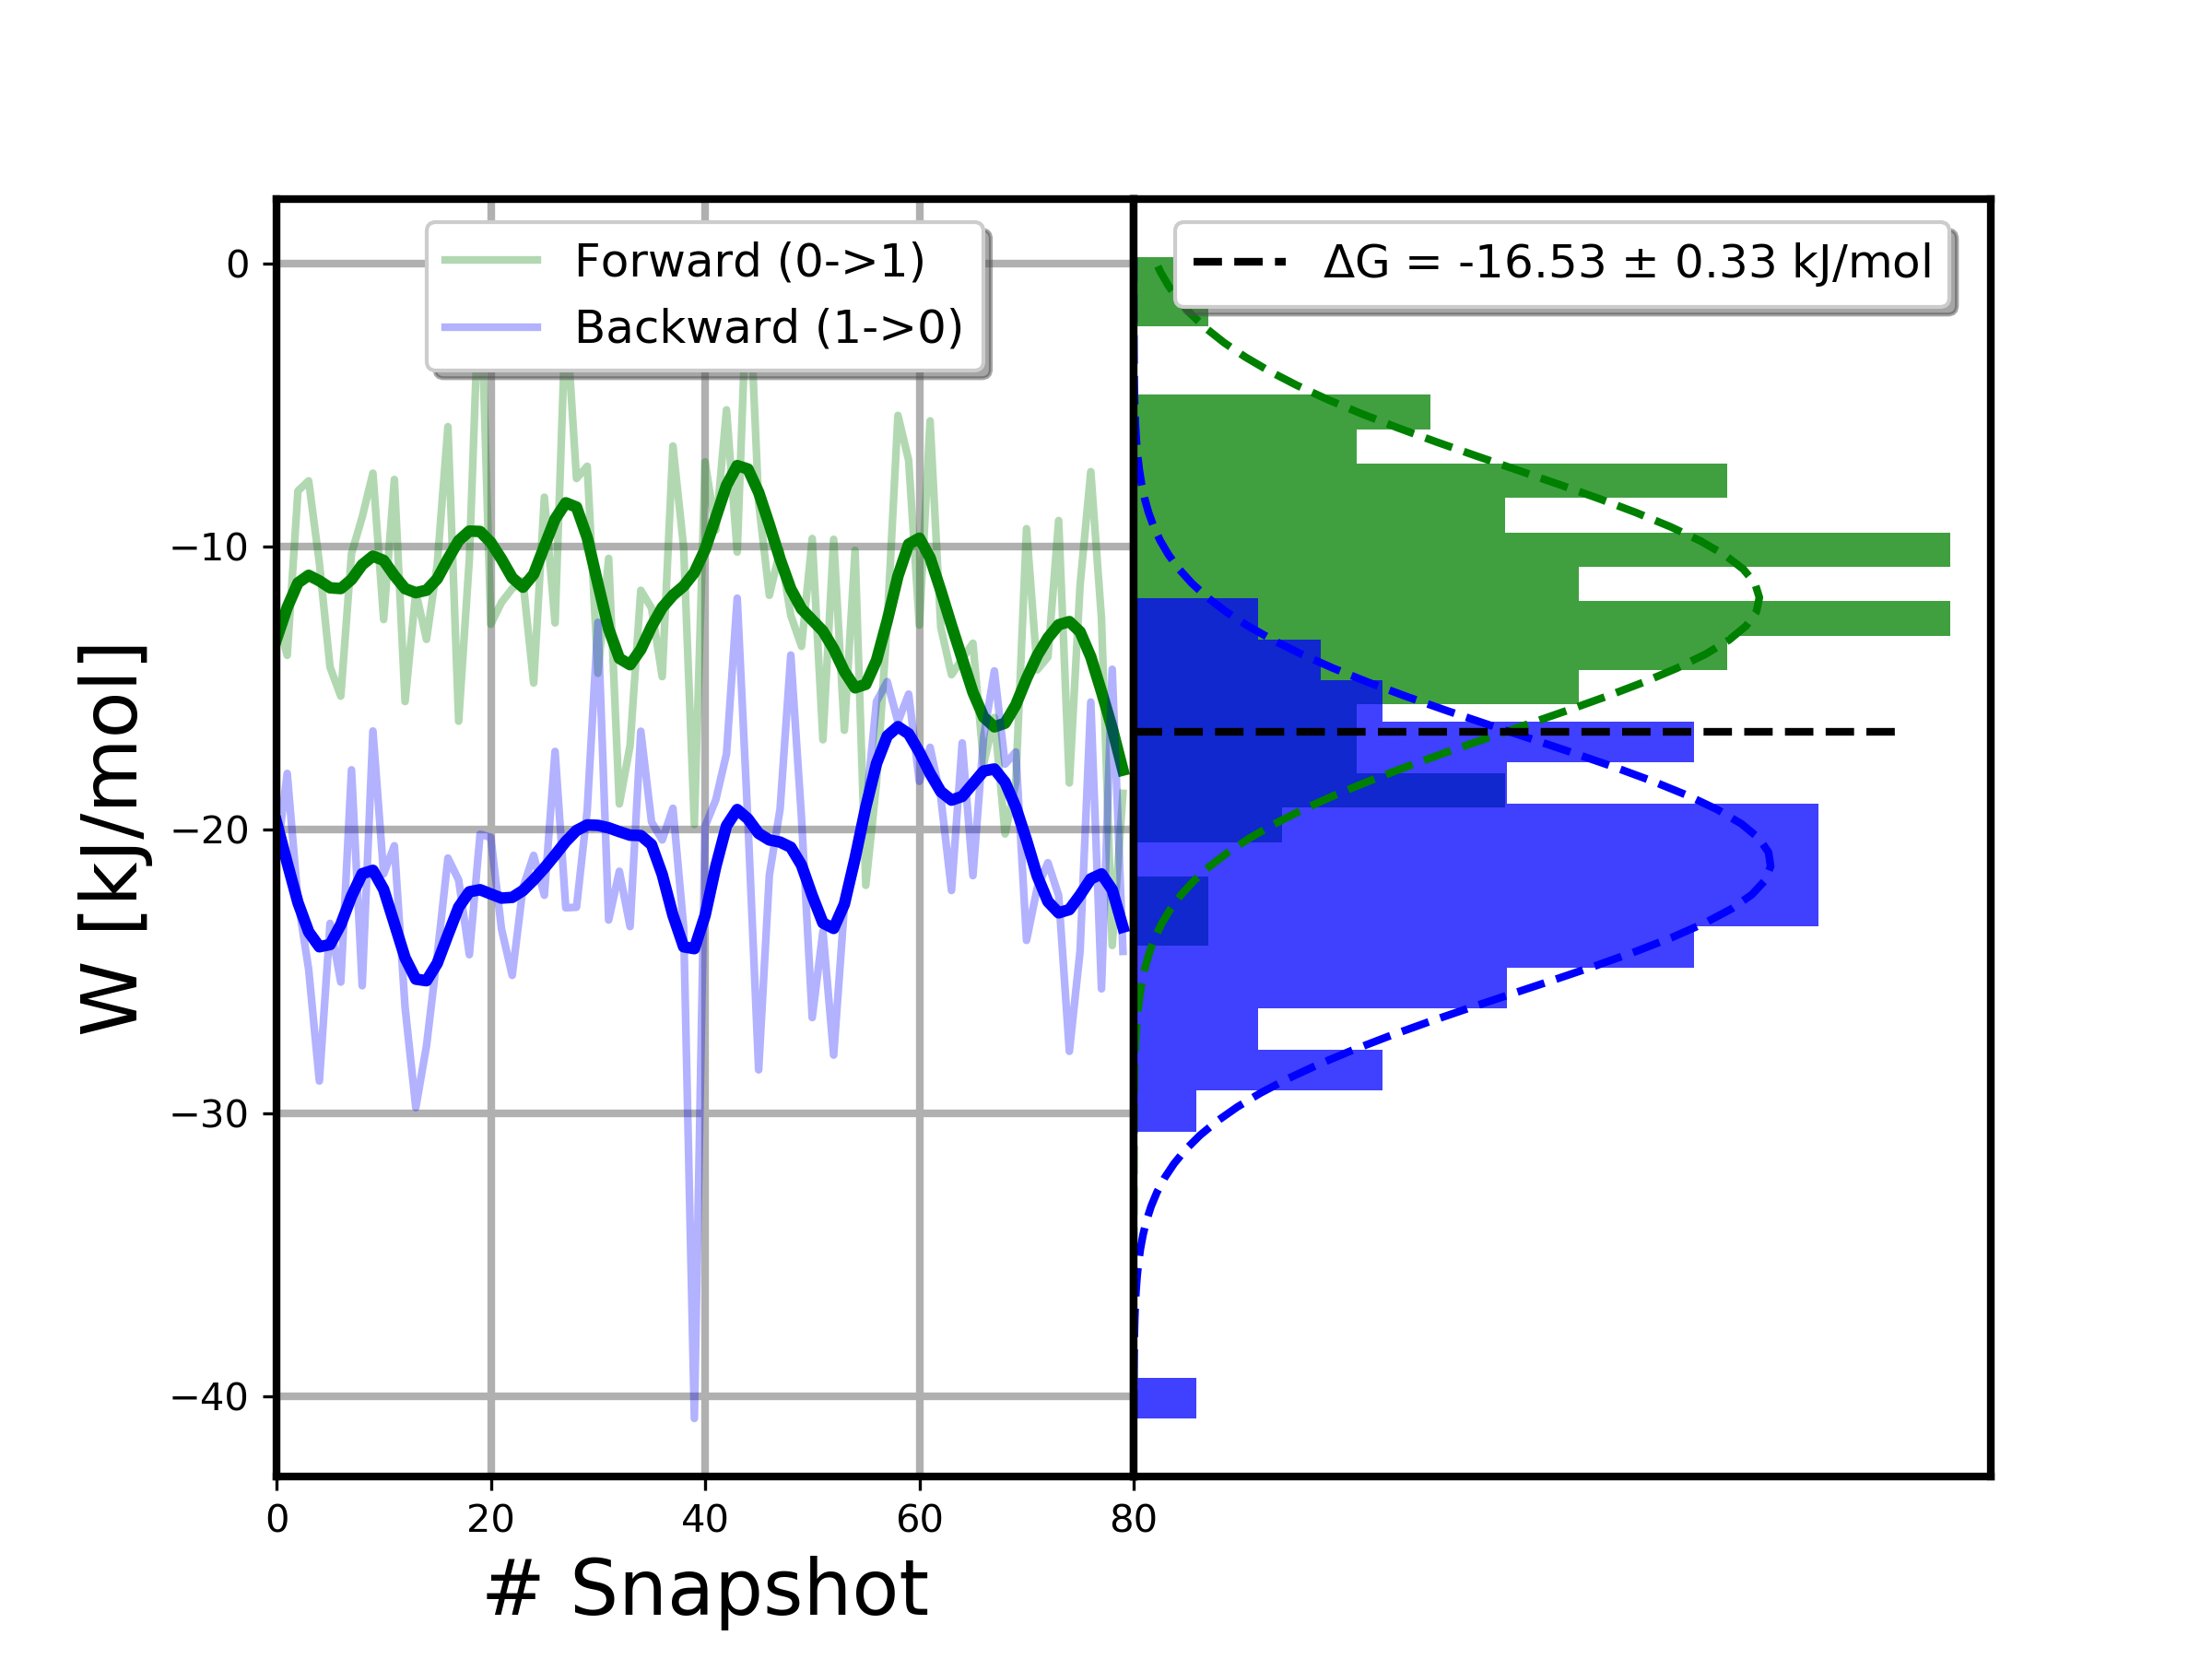 Forward (0->1)
Backward (1->0)
ΔG = -16.53 ± 0.33 kJ/mol
0
−10
−20
−30
−40
W [kJ/mol]
0 20 40 60 80
# Snapshot